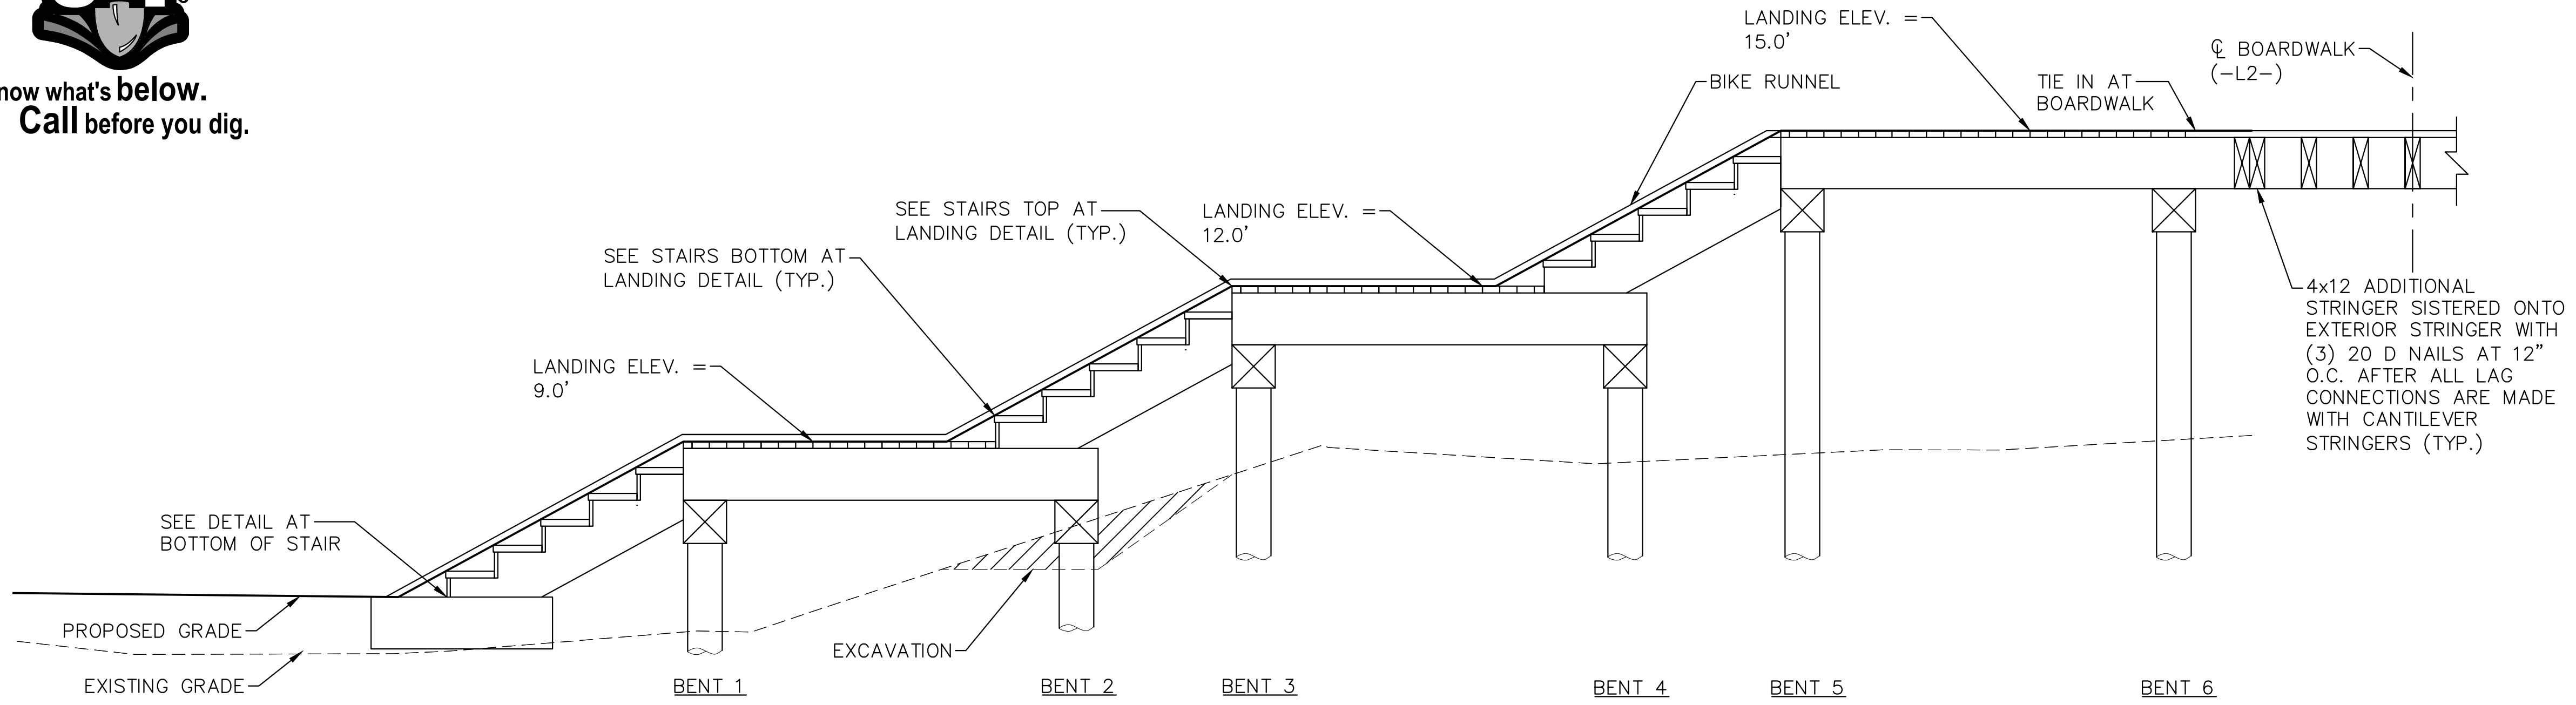 now what's below.
Call before you dig.
LANDING ELEV. =
15.0'
℄ BOARDWALK
(-L2-)
BIKE RUNNEL
TIE IN AT
BOARDWALK
SEE STAIRS TOP AT
LANDING DETAIL (TYP.)
LANDING ELEV. =
12.0'
SEE STAIRS BOTTOM AT
LANDING DETAIL (TYP.)
4x12 ADDITIONAL
STRINGER SISTERED ONTO
EXTERIOR STRINGER WITH
(3) 20 D NAILS AT 12"
O.C. AFTER ALL LAG
CONNECTIONS ARE MADE
WITH CANTILEVER
STRINGERS (TYP.)
LANDING ELEV. =
9.0'
SEE DETAIL AT
BOTTOM OF STAIR
PROPOSED GRADE
EXCAVATION
EXISTING GRADE
BENT 1
BENT 2
BENT 3
BENT 4
BENT 5
BENT 6